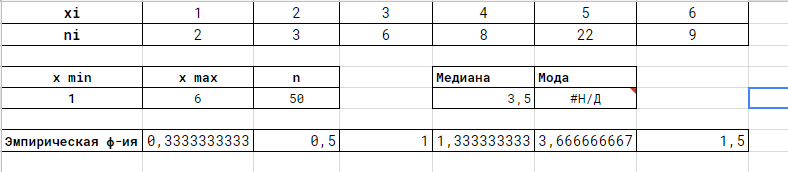 xi 1 2 3 4 5 6
ni 2 3 6 8 22 9
x min x max n Медиана Мода
1 6 50 3,5 #Н/Д
Эмпирическая ф-ия 0,3333333333 0,5 1 1,333333333 3,666666667 1,5